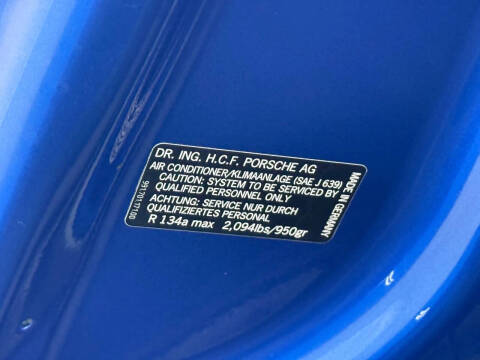 DR. ING. H.C.F. PORSCHE AG
AIR CONDITIONER/KLIMAANLAGE (SAE J 639)
CAUTION: SYSTEM TO BE SERVICED BY
QUALIFIED PERSONNEL ONLY
ACHTUNG: SERVICE NUR DURCH
QUALIFIZIERTES PERSONAL
R 134a max 2,094lbs/950gr
MADE IN
GERMANY